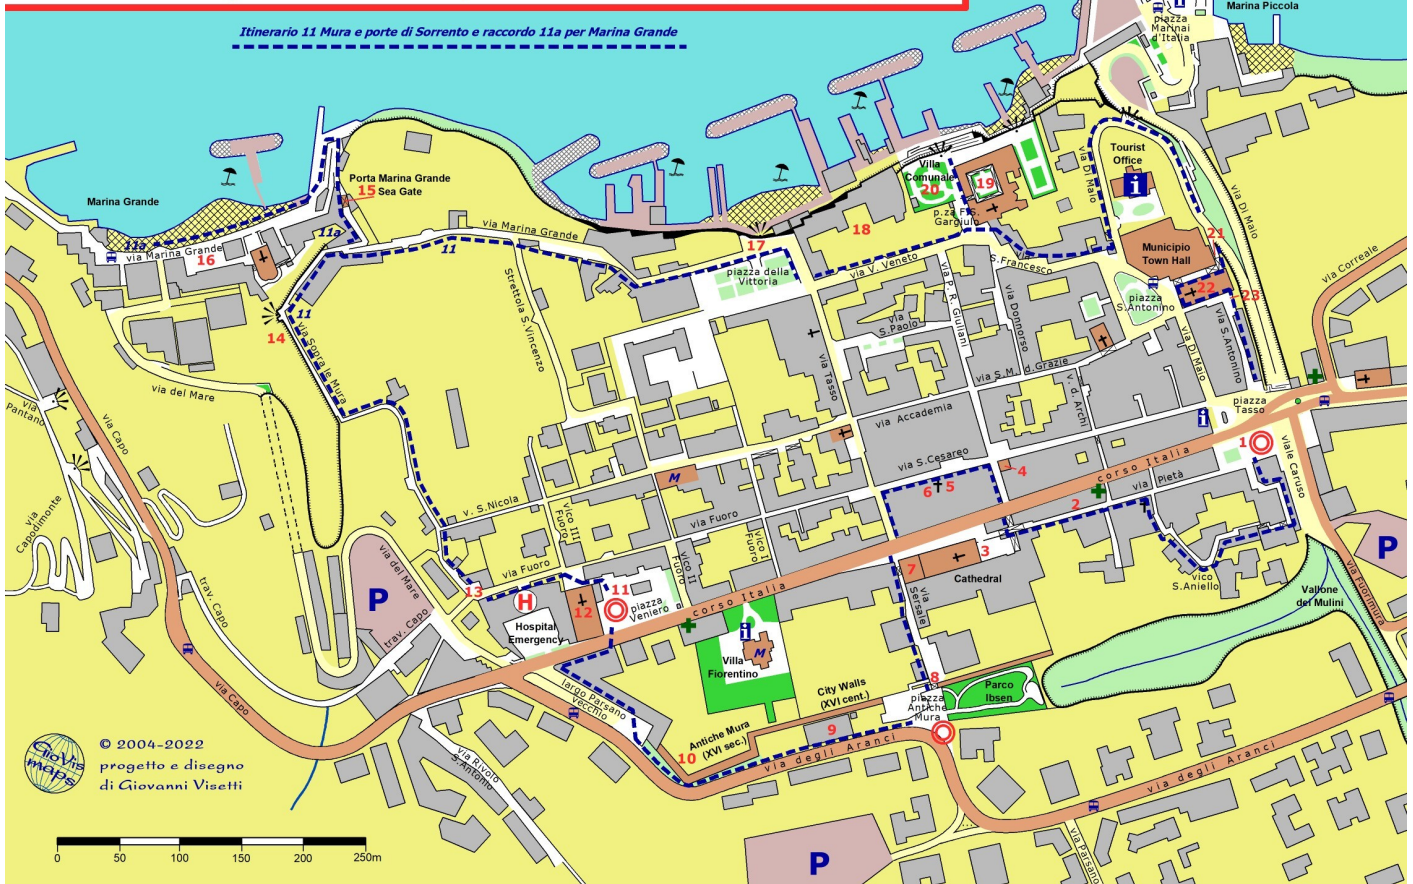 Marina Piccola
piazza
Marinai
d'Italia
Itinerario 11 Mura e porte di Sorrento e raccordo 11a per Marina Grande
Tourist
Office
i
via Di Maio
via Di Maio
Villa
Comunale
20
19
p.za F.S.
Gargiulo
Porta Marina Grande
Sea Gate
15
Marina Grande
11a
11a
via Marina Grande
16
via Marina Grande
11
17
18
21
Municipio
Town Hall
via Correale
via V. Veneto
S.Francesco
piazza della
Vittoria
22
23
piazza
S.Antonino
11
14
via Sopra le Mura
Strettola S.Vincenzo
via
S.Paolo
via P. R. Giuliani
via Donnorso
via Di Maio
via S. Antonino
via Tasso
via S. M. d. Grazie
v. d. Archi
via del Mare
via
Pantano
via Capo
piazza
Tasso
via Accademia
i
1
viale Caruso
corso Italia
via S.Cesareo
4
6
5
M
via Pietà
2
v. S.Nicola
via Fuoro
vico III
Fuoro
vico I
Fuoro
vico II
Fuoro
via
Capodimonte
P
via del Mare
via Fuoro
13
H
Hospital
Emergency
12
11
piazza
Veniero
corso Italia
7
3
Cathedral
via
Sersale
vico
S.Aniello
Vallone
dei Mulini
P
via Fuorimura
trav. Capo
trav. Capo
i
M
Villa
Fiorentino
City Walls
(XVI cent.)
8
piazza
Antiche
Mura
Parco
Ibsen
largo Parsano
vecchio
via Capo
Antiche Mura
(XVI sec.)
10
9
via degli Aranci
via degli Aranci
via Rivolo
S.Antonio
via Parsano
P
GioVis
maps
© 2004-2022
progetto e disegno
di Giovanni Visetti
0 50 100 150 200 250m